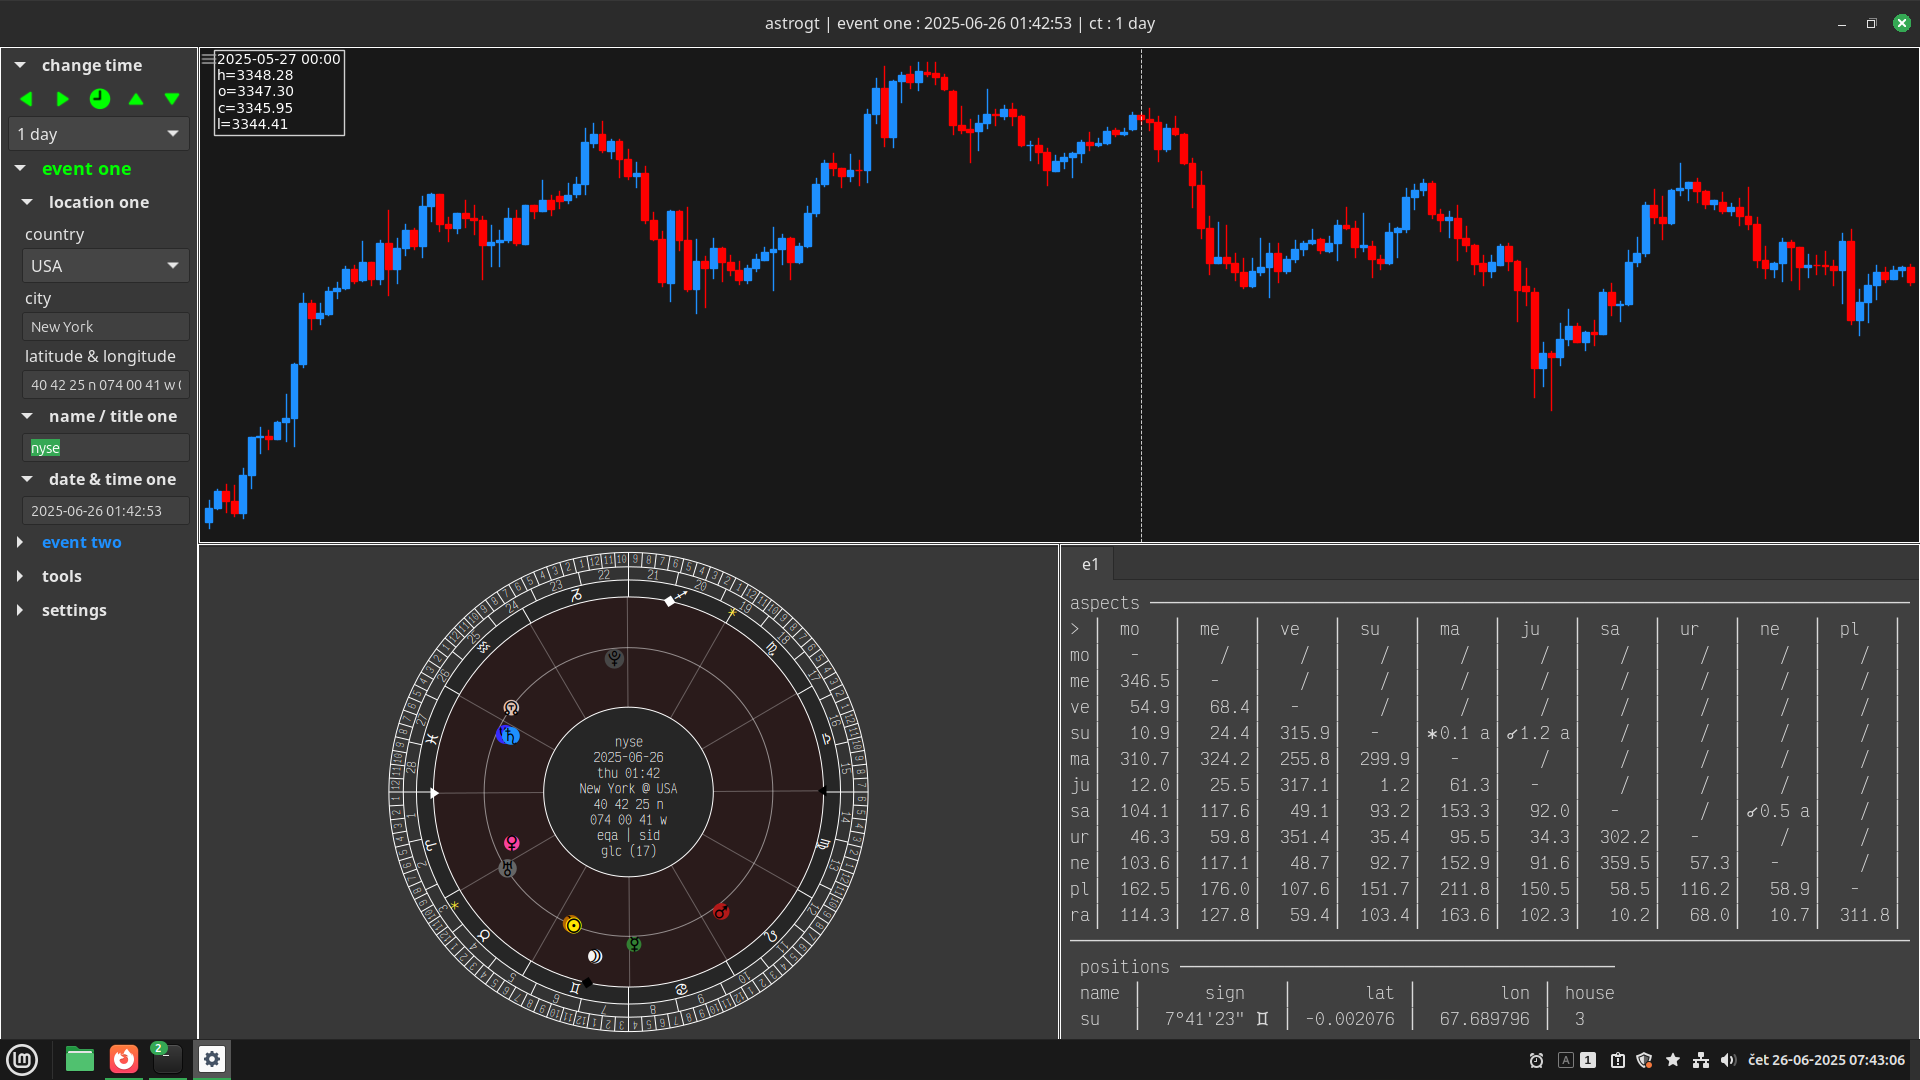 astrogt | event one : 2025-06-26 01:42:53 | ct : 1 day
change time
1 day
event one
location one
country
USA
city
New York
latitude & longitude
40 42 25 n 074 00 41 w
name / title one
nyse
date & time one
2025-06-26 01:42:53
event two
tools
settings
2025-05-27 00:00
h=3348.28
o=3347.30
c=3345.95
l=3344.41
nyse
2025-06-26
thu 01:42
New York @ USA
40 42 25 n
074 00 41 w
eqa | sid
glc (17)
e1
aspects
> | mo | me | ve | su | ma | ju | sa | ur | ne | pl |
mo | - | / | / | / | / | / | / | / | / | / |
me | 346.5 | - | / | / | / | / | / | / | / | / |
ve | 54.9 | 68.4 | - | / | / | / | / | / | / | / |
su | 10.9 | 24.4 | 315.9 | - | ∗0.1 a | ☌1.2 a | / | / | / | / |
ma | 310.7 | 324.2 | 255.8 | 299.9 | - | / | / | / | / | / |
ju | 12.0 | 25.5 | 317.1 | 1.2 | 61.3 | - | / | / | / | / |
sa | 104.1 | 117.6 | 49.1 | 93.2 | 153.3 | 92.0 | - | / | ☌0.5 a | / |
ur | 46.3 | 59.8 | 351.4 | 35.4 | 95.5 | 34.3 | 302.2 | - | / | / |
ne | 103.6 | 117.1 | 48.7 | 92.7 | 152.9 | 91.6 | 359.5 | 57.3 | - | / |
pl | 162.5 | 176.0 | 107.6 | 151.7 | 211.8 | 150.5 | 58.5 | 116.2 | 58.9 | - |
ra | 114.3 | 127.8 | 59.4 | 103.4 | 163.6 | 102.3 | 10.2 | 68.0 | 10.7 | 311.8 |
positions
name | sign | lat | lon | house
su | 7°41'23" ♊ | -0.002076 | 67.689796 | 3
2
A
1
čet 26-06-2025 07:43:06